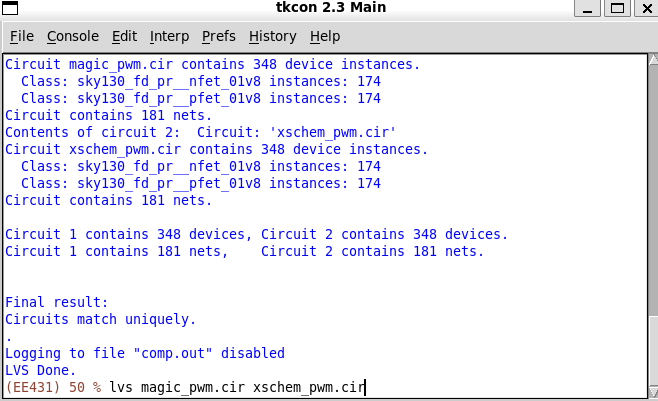 tkcon 2.3 Main
File Console Edit Interp Prefs History Help
Circuit magic_pwm.cir contains 348 device instances.
  Class: sky130_fd_pr__nfet_01v8 instances: 174
  Class: sky130_fd_pr__pfet_01v8 instances: 174
Circuit contains 181 nets.
Contents of circuit 2:  Circuit: 'xschem_pwm.cir'
Circuit xschem_pwm.cir contains 348 device instances.
  Class: sky130_fd_pr__nfet_01v8 instances: 174
  Class: sky130_fd_pr__pfet_01v8 instances: 174
Circuit contains 181 nets.
Circuit 1 contains 348 devices, Circuit 2 contains 348 devices.
Circuit 1 contains 181 nets,    Circuit 2 contains 181 nets.
Final result:
Circuits match uniquely.
.
Logging to file "comp.out" disabled
LVS Done.
(EE431) 50 % lvs magic_pwm.cir xschem_pwm.cir